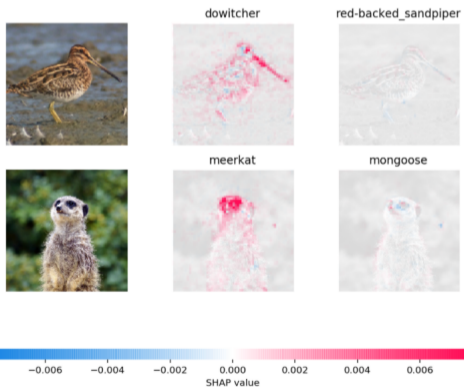 dowitcher red-backed_sandpiper
meerkat mongoose
−0.006 −0.004 −0.002 0.000 0.002 0.004 0.006
SHAP value